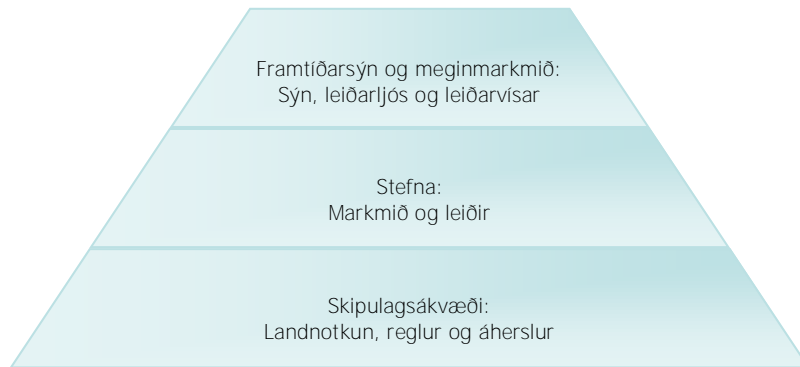 Framtíðarsýn og meginmarkmið:
Sýn, leiðarljós og leiðarvísar
Stefna:
Markmið og leiðir
Skipulagsákvæði:
Landnotkun, reglur og áherslur